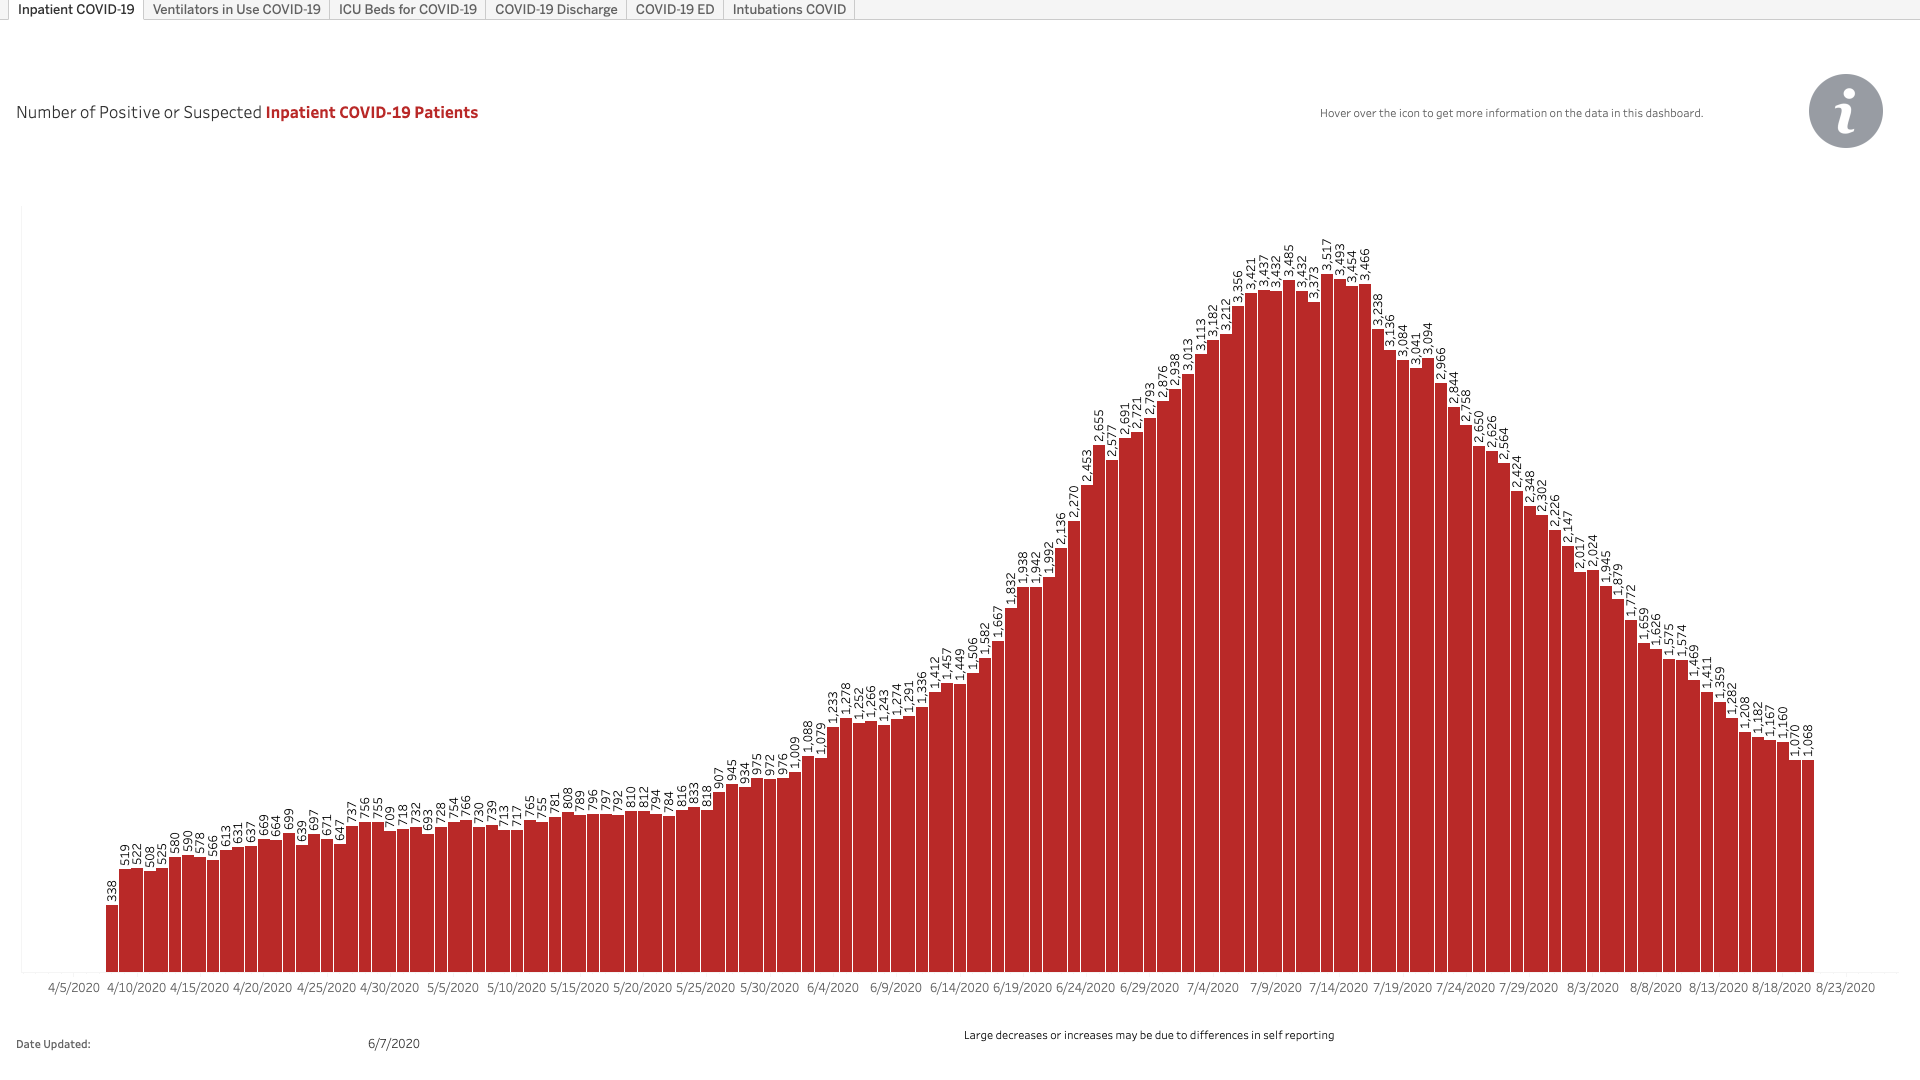 Inpatient COVID-19 Ventilators in Use COVID-19 ICU Beds for COVID-19 COVID-19 Discharge COVID-19 ED Intubations COVID
Number of Positive or Suspected Inpatient COVID-19 Patients
Hover over the icon to get more information on the data in this dashboard.
i
338 519 522 508 525 580 590 578 566 613 631 637 669 664 699 639 697 671 647 737 756 755 709 718 732 693 728 754 766 730 739 713 717 765 755 781 808 789 796 797 792 810 812 794 784 816 833 818 907 945 934 975 972 976 1,009 1,088 1,079 1,233 1,278 1,252 1,266 1,243 1,274 1,291 1,336 1,412 1,457 1,449 1,506 1,582 1,667 1,832 1,938 1,942 1,992 2,136 2,270 2,453 2,655 2,577 2,691 2,721 2,793 2,876 2,938 3,013 3,113 3,182 3,212 3,356 3,421 3,437 3,432 3,485 3,432 3,373 3,517 3,493 3,454 3,466 3,238 3,136 3,084 3,041 3,094 2,966 2,844 2,758 2,650 2,626 2,564 2,424 2,348 2,302 2,226 2,147 2,017 2,024 1,945 1,879 1,772 1,659 1,626 1,575 1,574 1,469 1,411 1,359 1,282 1,208 1,182 1,167 1,160 1,070 1,068
4/5/2020 4/10/2020 4/15/2020 4/20/2020 4/25/2020 4/30/2020 5/5/2020 5/10/2020 5/15/2020 5/20/2020 5/25/2020 5/30/2020 6/4/2020 6/9/2020 6/14/2020 6/19/2020 6/24/2020 6/29/2020 7/4/2020 7/9/2020 7/14/2020 7/19/2020 7/24/2020 7/29/2020 8/3/2020 8/8/2020 8/13/2020 8/18/2020 8/23/2020
Large decreases or increases may be due to differences in self reporting
Date Updated: 6/7/2020